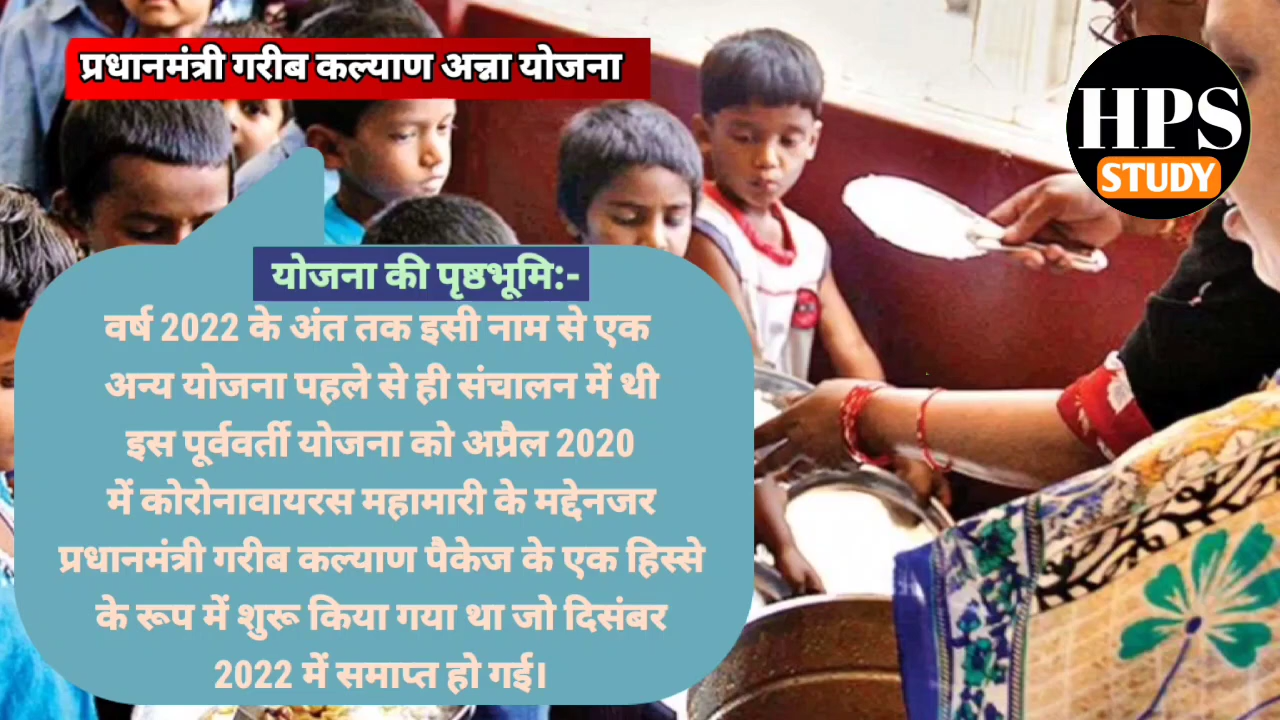 प्रधानमंत्री गरीब कल्याण अन्ना योजना
HPS
STUDY
योजना की पृष्ठभूमि:-
वर्ष 2022 के अंत तक इसी नाम से एक
अन्य योजना पहले से ही संचालन में थी
इस पूर्ववर्ती योजना को अप्रैल 2020
में कोरोनावायरस महामारी के मद्देनजर
प्रधानमंत्री गरीब कल्याण पैकेज के एक हिस्से
के रूप में शुरू किया गया था जो दिसंबर
2022 में समाप्त हो गई।